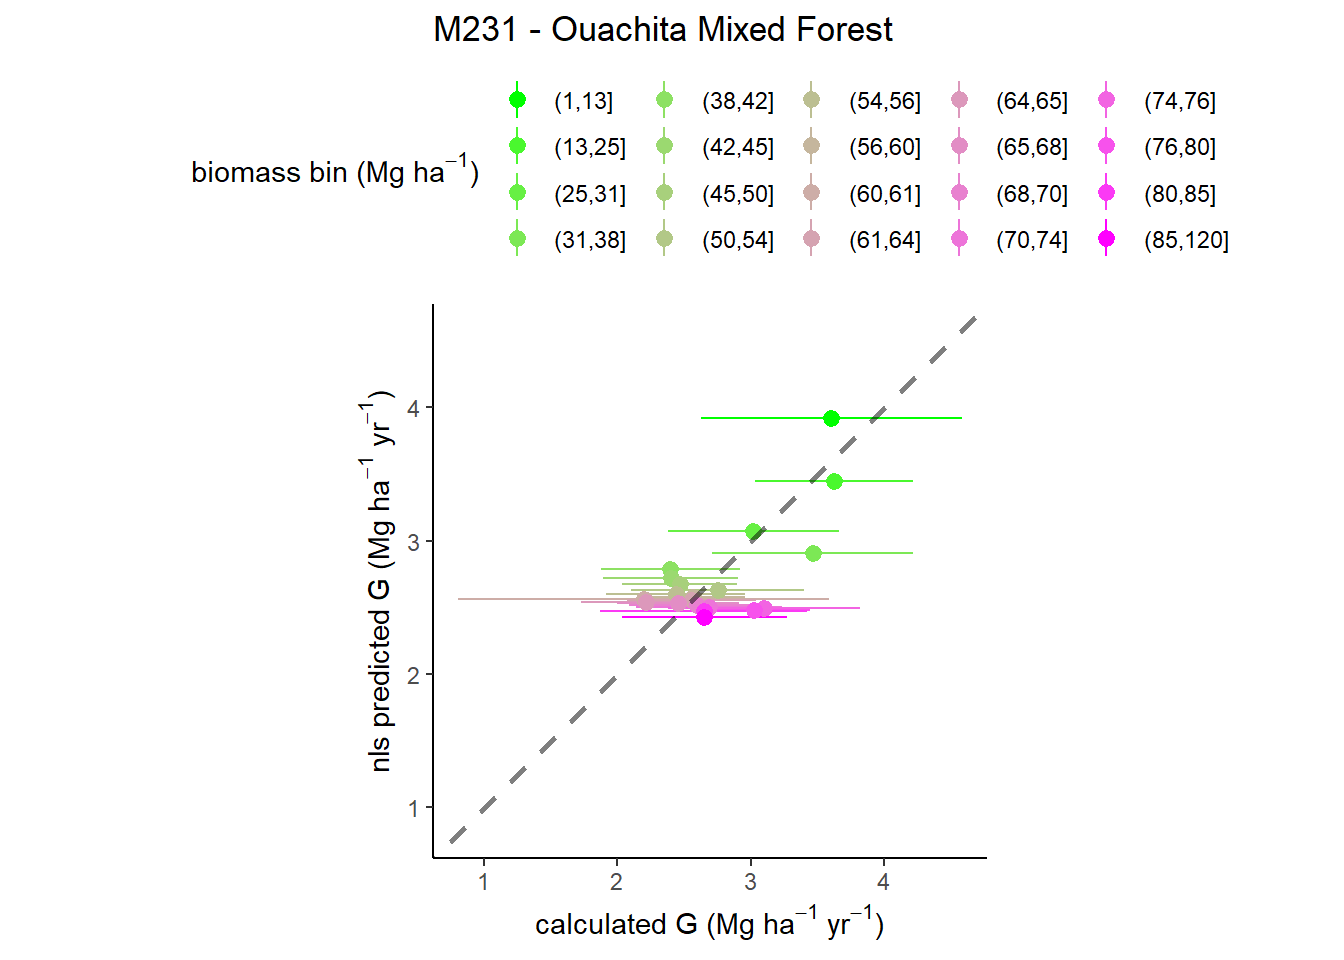 M231 - Ouachita Mixed Forest
biomass bin (Mg ha⁻¹)
(1,13] (38,42] (54,56] (64,65] (74,76]
(13,25] (42,45] (56,60] (65,68] (76,80]
(25,31] (45,50] (60,61] (68,70] (80,85]
(31,38] (50,54] (61,64] (70,74] (85,120]
nls predicted G (Mg ha⁻¹ yr⁻¹)
4
3
2
1
1 2 3 4
calculated G (Mg ha⁻¹ yr⁻¹)